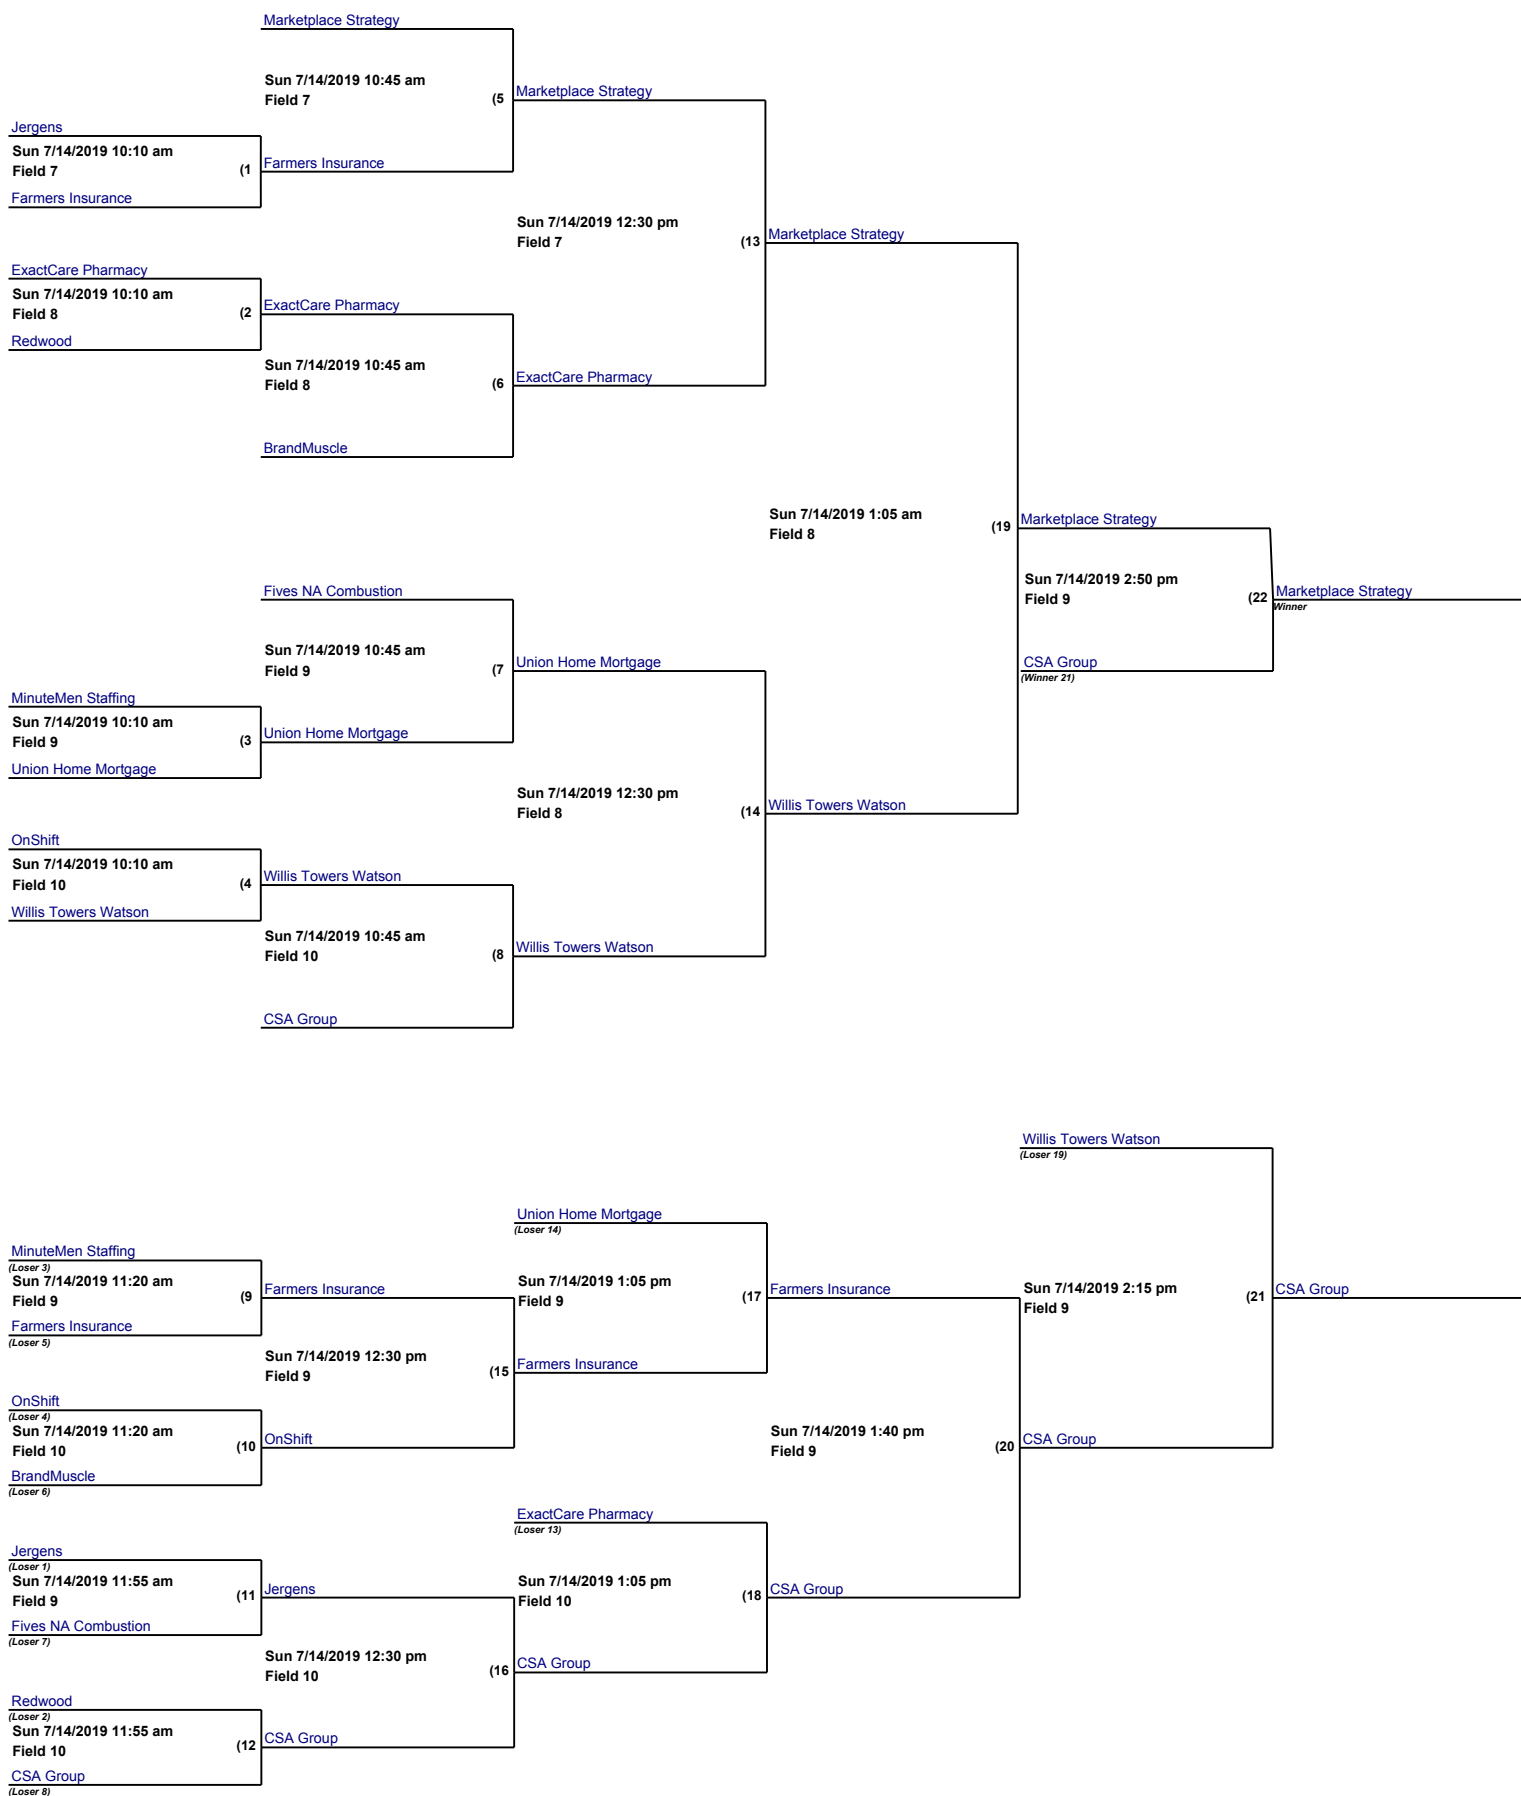 Marketplace Strategy
Sun 7/14/2019 10:45 am
Field 7
(5
Marketplace Strategy
Jergens
Sun 7/14/2019 10:10 am
Field 7
(1
Farmers Insurance
Farmers Insurance
Sun 7/14/2019 12:30 pm
Field 7
(13
Marketplace Strategy
ExactCare Pharmacy
Sun 7/14/2019 10:10 am
Field 8
(2
ExactCare Pharmacy
Redwood
Sun 7/14/2019 10:45 am
Field 8
(6
ExactCare Pharmacy
BrandMuscle
Sun 7/14/2019 1:05 am
Field 8
(19
Marketplace Strategy
Fives NA Combustion
Sun 7/14/2019 2:50 pm
Field 9
(22
Marketplace Strategy
Winner
Sun 7/14/2019 10:45 am
Field 9
(7
Union Home Mortgage
CSA Group
(Winner 21)
MinuteMen Staffing
Sun 7/14/2019 10:10 am
Field 9
(3
Union Home Mortgage
Union Home Mortgage
Sun 7/14/2019 12:30 pm
Field 8
(14
Willis Towers Watson
OnShift
Sun 7/14/2019 10:10 am
Field 10
(4
Willis Towers Watson
Willis Towers Watson
Sun 7/14/2019 10:45 am
Field 10
(8
Willis Towers Watson
CSA Group
Willis Towers Watson
(Loser 19)
Union Home Mortgage
(Loser 14)
MinuteMen Staffing
(Loser 3)
Sun 7/14/2019 11:20 am
Field 9
(9
Farmers Insurance
Sun 7/14/2019 1:05 pm
Field 9
(17
Farmers Insurance
Sun 7/14/2019 2:15 pm
Field 9
(21
CSA Group
Farmers Insurance
(Loser 5)
Sun 7/14/2019 12:30 pm
Field 9
(15
Farmers Insurance
OnShift
(Loser 4)
Sun 7/14/2019 11:20 am
Field 10
(10
OnShift
Sun 7/14/2019 1:40 pm
Field 9
(20
CSA Group
BrandMuscle
(Loser 6)
ExactCare Pharmacy
(Loser 13)
Jergens
(Loser 1)
Sun 7/14/2019 11:55 am
Field 9
(11
Jergens
Sun 7/14/2019 1:05 pm
Field 10
(18
CSA Group
Fives NA Combustion
(Loser 7)
Sun 7/14/2019 12:30 pm
Field 10
(16
CSA Group
Redwood
(Loser 2)
Sun 7/14/2019 11:55 am
Field 10
(12
CSA Group
CSA Group
(Loser 8)